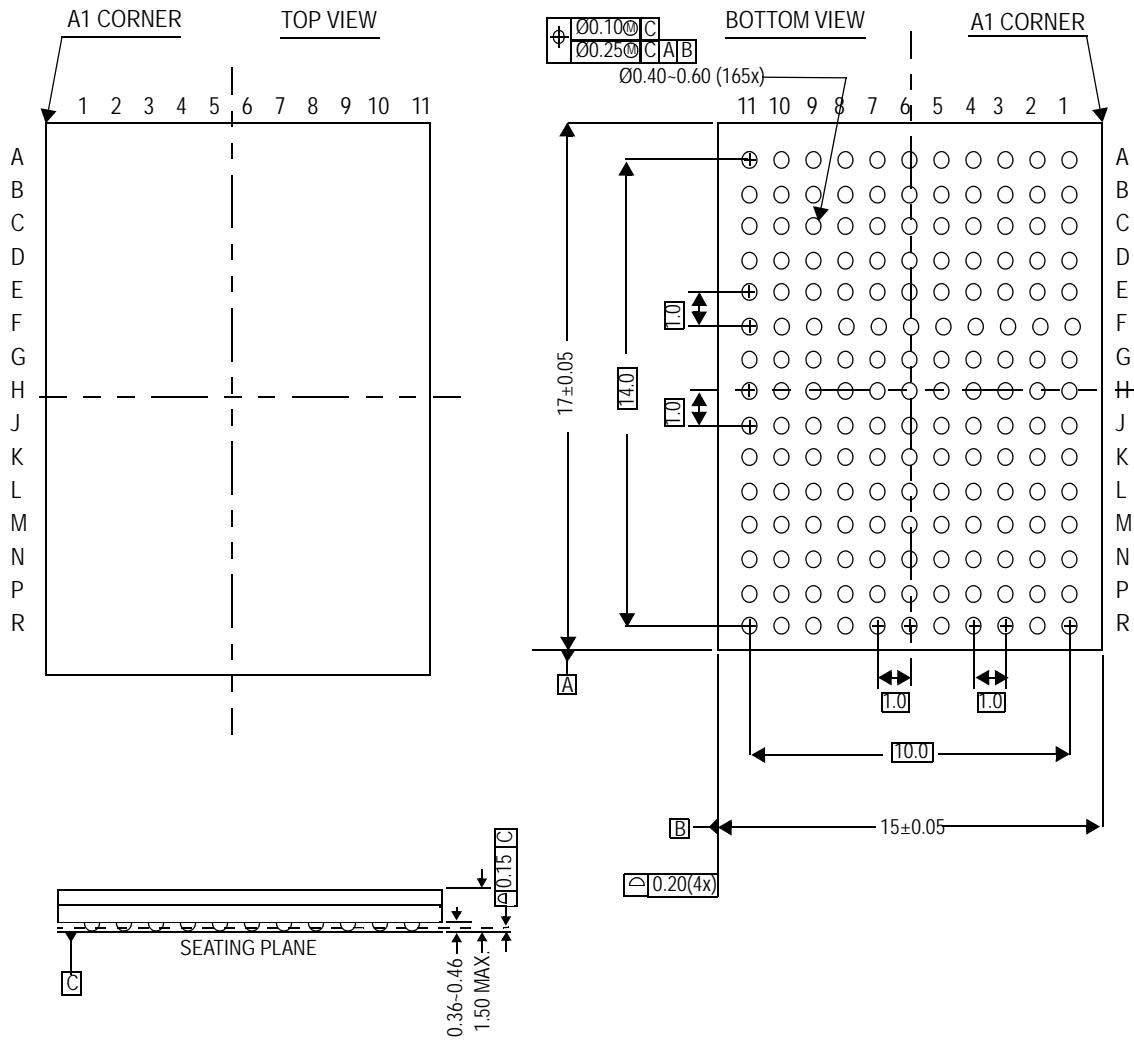 A1 CORNER
TOP VIEW
1 2 3 4 5 6 7 8 9 10 11
A
B
C
D
E
F
G
H
J
K
L
M
N
P
R
Ø0.10Ⓜ C
Ø0.25Ⓜ C A B
Ø0.40~0.60 (165x)
BOTTOM VIEW
A1 CORNER
11 10 9 8 7 6 5 4 3 2 1
A
B
C
D
E
F
G
H
J
K
L
M
N
P
R
1.0
1.0
14.0
17±0.05
A
1.0
1.0
10.0
B
15±0.05
0.20(4x)
0.15 C
SEATING PLANE
C
0.36~0.46
1.50 MAX.